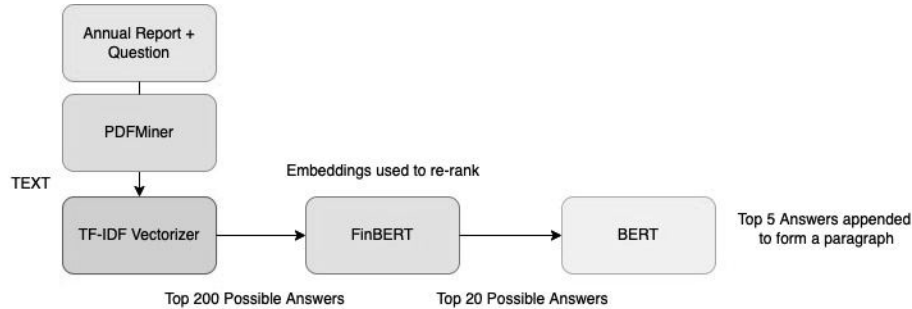 Annual Report +
Question
PDFMiner
TEXT
Embeddings used to re-rank
TF-IDF Vectorizer
FinBERT
BERT
Top 5 Answers appended
to form a paragraph
Top 200 Possible Answers
Top 20 Possible Answers